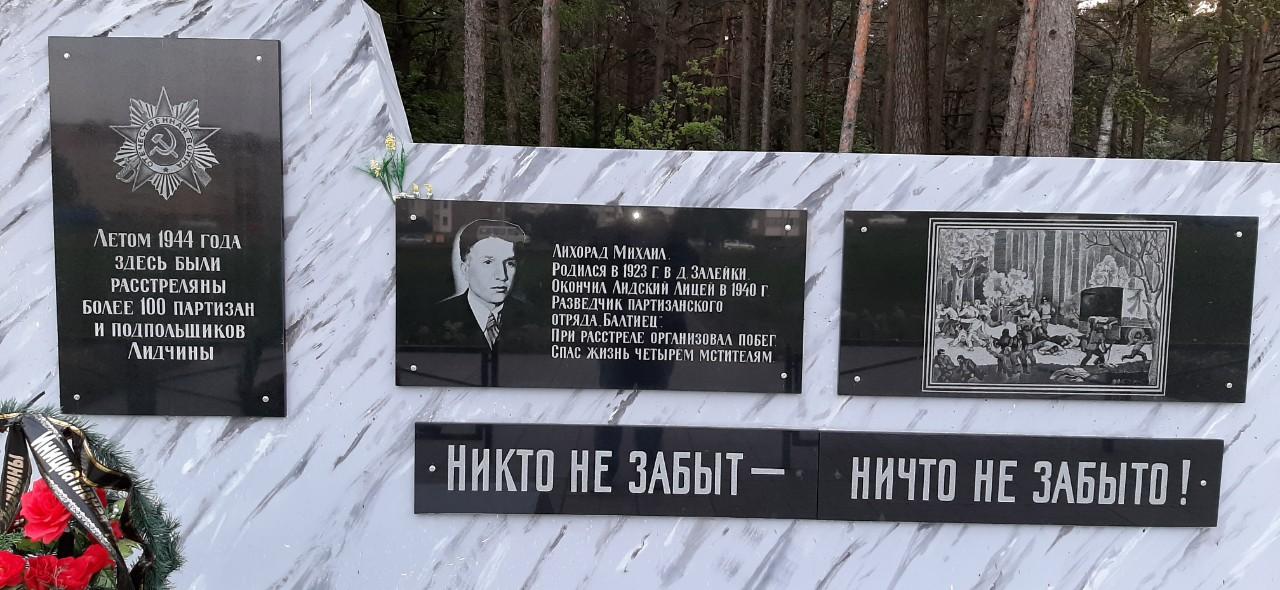 ОТЕЧЕСТВЕННАЯ ВОЙНА
Летом 1944 года
здесь были
расстреляны
более 100 партизан
и подпольщиков
Лидчины
Лихорад Михаил.
Родился в 1923 г. в д. Залейки.
Окончил Лидский Лицей в 1940 г.
Разведчик партизанского
отряда „Балтиец“.
При расстреле организовал побег.
Спас жизнь четырем мстителям.
Никто не забыт —
ничто не забыто!